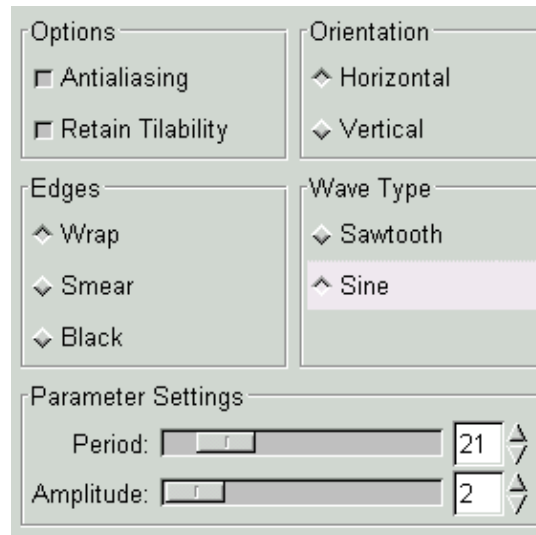 Options
Antialiasing
Retain Tilability
Orientation
Horizontal
Vertical
Edges
Wrap
Smear
Black
Wave Type
Sawtooth
Sine
Parameter Settings
Period: 21
Amplitude: 2